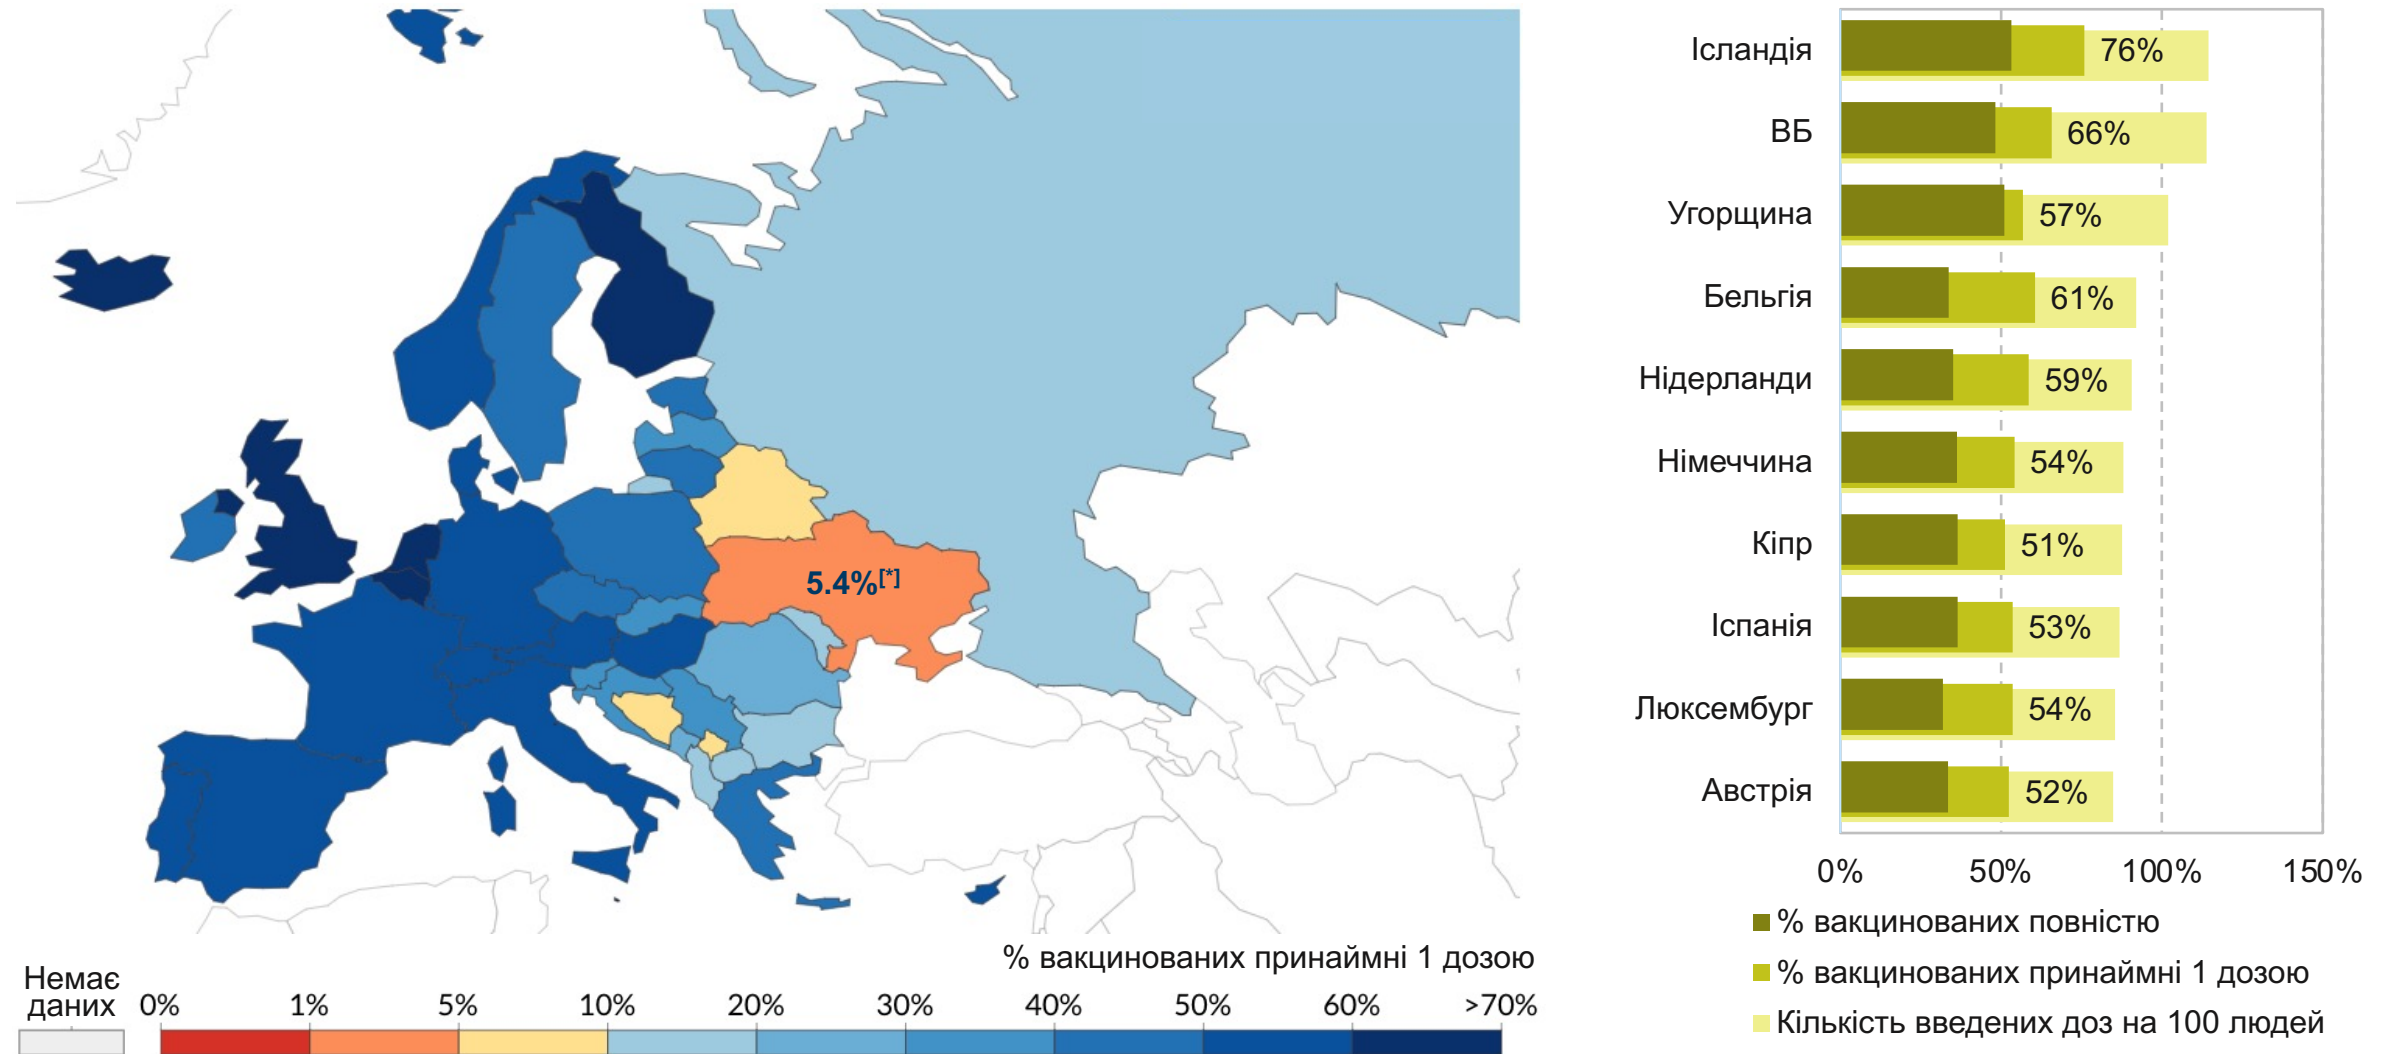 5.4%[*]
% вакцинованих принаймні 1 дозою
Немає
даних
0% 1% 5% 10% 20% 30% 40% 50% 60% >70%
Ісландія 76%
ВБ 66%
Угорщина 57%
Бельгія 61%
Нідерланди 59%
Німеччина 54%
Кіпр 51%
Іспанія 53%
Люксембург 54%
Австрія 52%
0% 50% 100% 150%
% вакцинованих повністю
% вакцинованих принаймні 1 дозою
Кількість введених доз на 100 людей